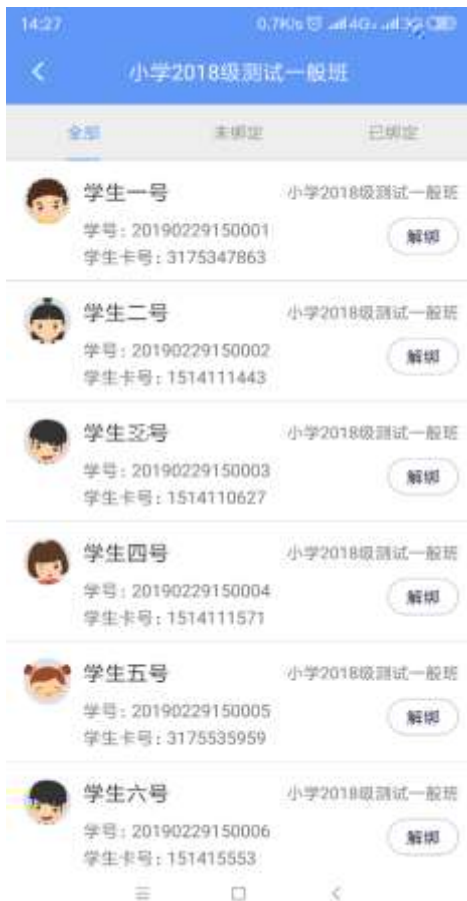 14:27 0.7K/s 4G 3G
小学2018级测试一般班
全部 未绑定 已绑定
学生一号 小学2018级测试一般班
学号：20190229150001
解绑
学生卡号：3175347863
学生二号 小学2018级测试一般班
学号：20190229150002
解绑
学生卡号：1514111443
学生号 小学2018级测试一般班
学号：20190229150003
解绑
学生卡号：1514110627
学生四号 小学2018级测试一般班
学号：20190229150004
解绑
学生卡号：1514111571
学生五号 小学2018级测试一般班
学号：20190229150005
解绑
学生卡号：3175535959
学生六号 小学2018级测试一般班
学号：20190229150006
解绑
学生卡号：151415553